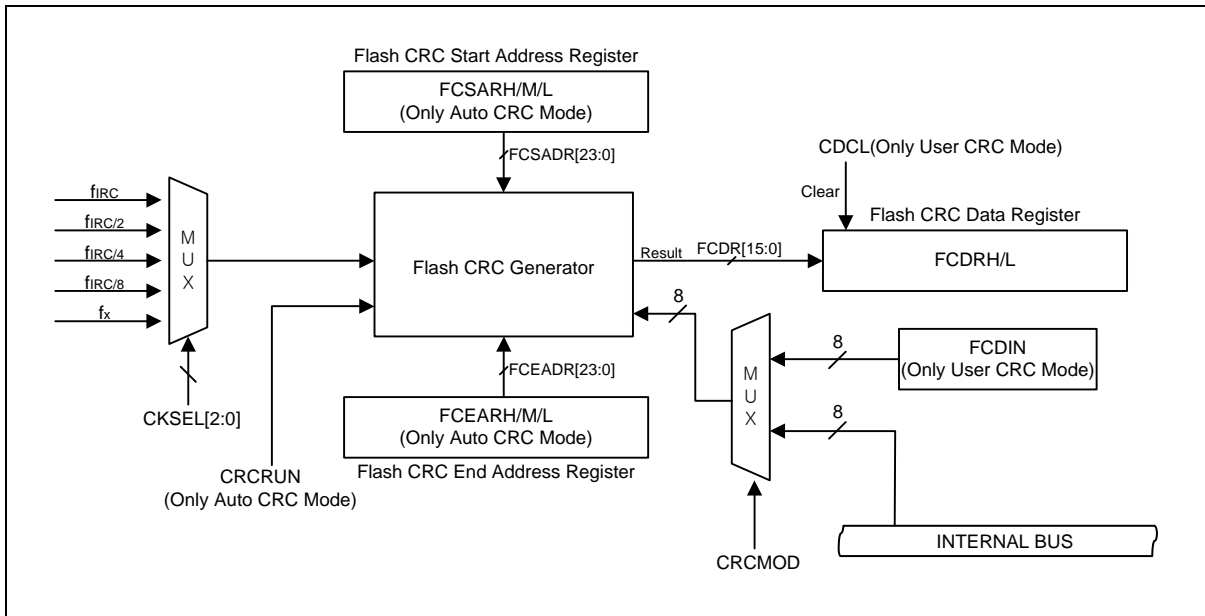 Flash CRC Start Address Register
FCSARH/M/L
(Only Auto CRC Mode)
FCSADR[23:0]
CDCL(Only User CRC Mode)
Clear
Flash CRC Data Register
fIRC
fIRC/2
fIRC/4
fIRC/8
fx
M
U
X
CKSEL[2:0]
Flash CRC Generator
Result
FCDR[15:0]
FCDRH/L
8
8
FCDIN
(Only User CRC Mode)
M
U
X
8
FCEADR[23:0]
FCEARH/M/L
(Only Auto CRC Mode)
Flash CRC End Address Register
CRCRUN
(Only Auto CRC Mode)
CRCMOD
INTERNAL BUS